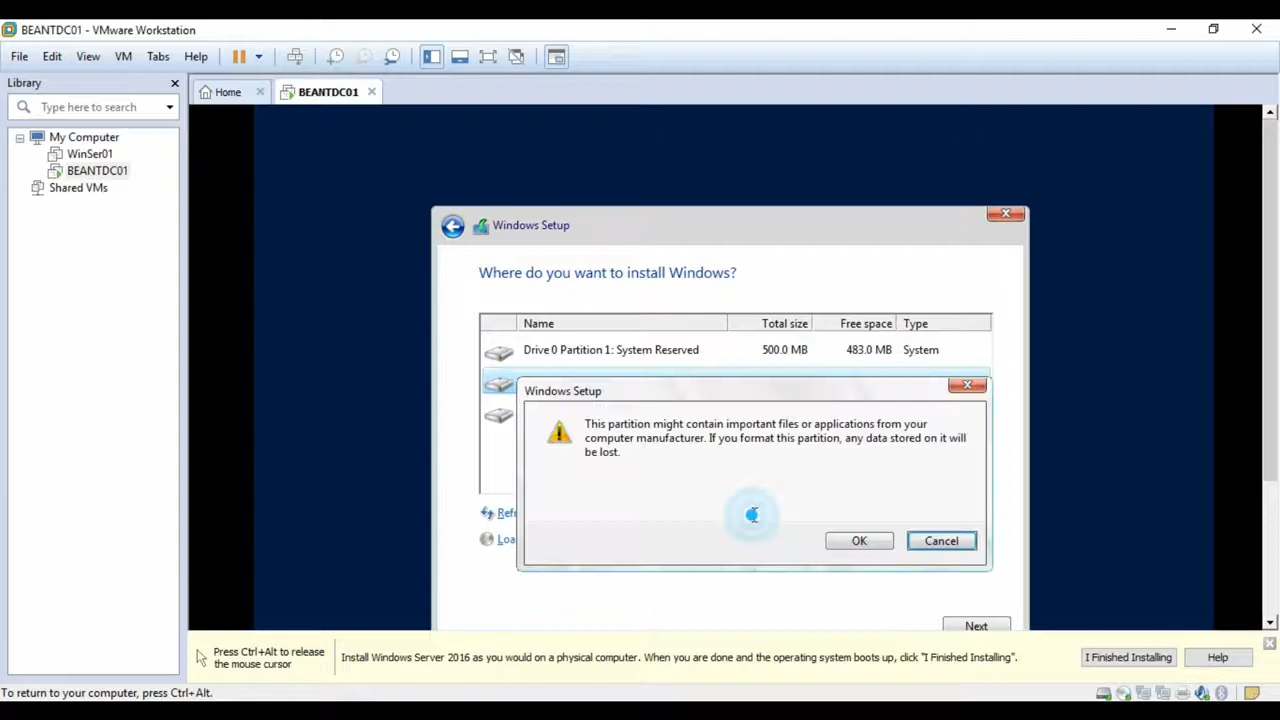 BEANTDC01 - VMware Workstation
File Edit View VM Tabs Help
Library
Home BEANTDC01
Type here to search
My Computer
WinSer01
BEANTDC01
Shared VMs
Windows Setup
Where do you want to install Windows?
Name Total size Free space Type
Drive 0 Partition 1: System Reserved 500.0 MB 483.0 MB System
Windows Setup
This partition might contain important files or applications from your
computer manufacturer. If you format this partition, any data stored on it will
be lost.
Refr
Loa
OK Cancel
Next
Press Ctrl+Alt to release
the mouse cursor
Install Windows Server 2016 as you would on a physical computer. When you are done and the operating system boots up, click "I Finished Installing".
I Finished Installing Help
To return to your computer, press Ctrl+Alt.